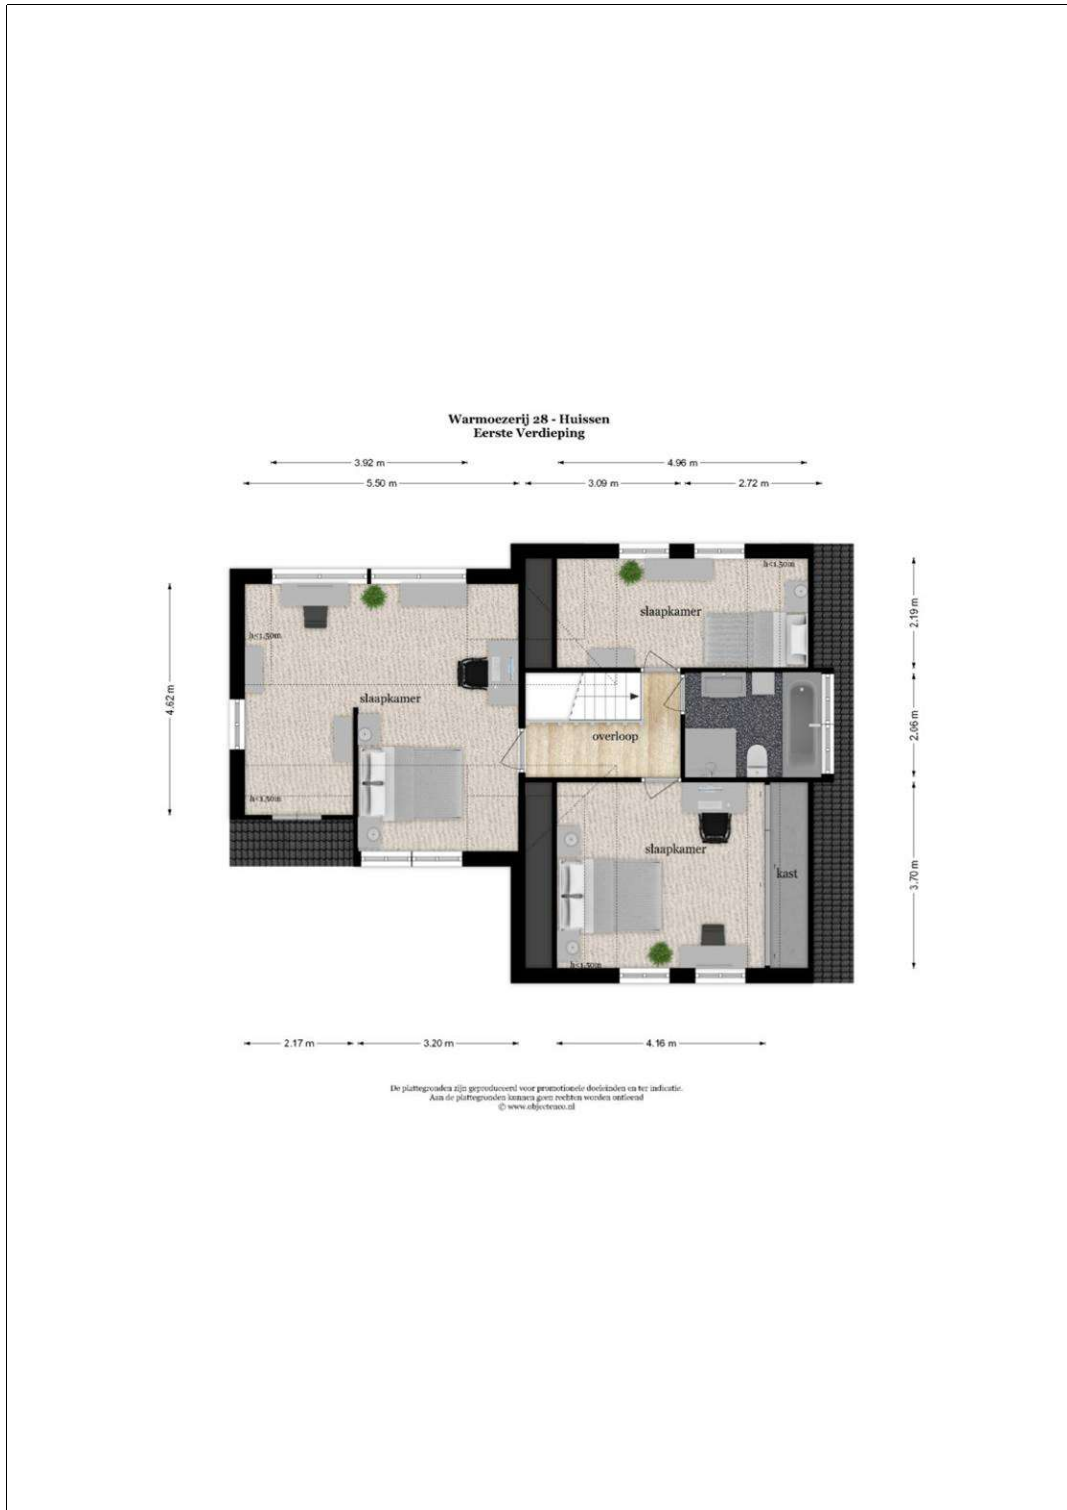 Warmoezerij 28 - Huissen
Eerste Verdieping
3.92 m
4.96 m
5.50 m
3.09 m
2.72 m
h<1.50m
slaapkamer
2.19 m
h<1.50m
slaapkamer
4.62 m
overloop
2.06 m
h<1.50m
slaapkamer
kast
3.70 m
h<1.50m
2.17 m
3.20 m
4.16 m
De plattegronden zijn geproduceerd voor promotionele doeleinden en ter indicatie.
Aan de plattegronden kunnen geen rechten worden ontleend
© www.objectenco.nl